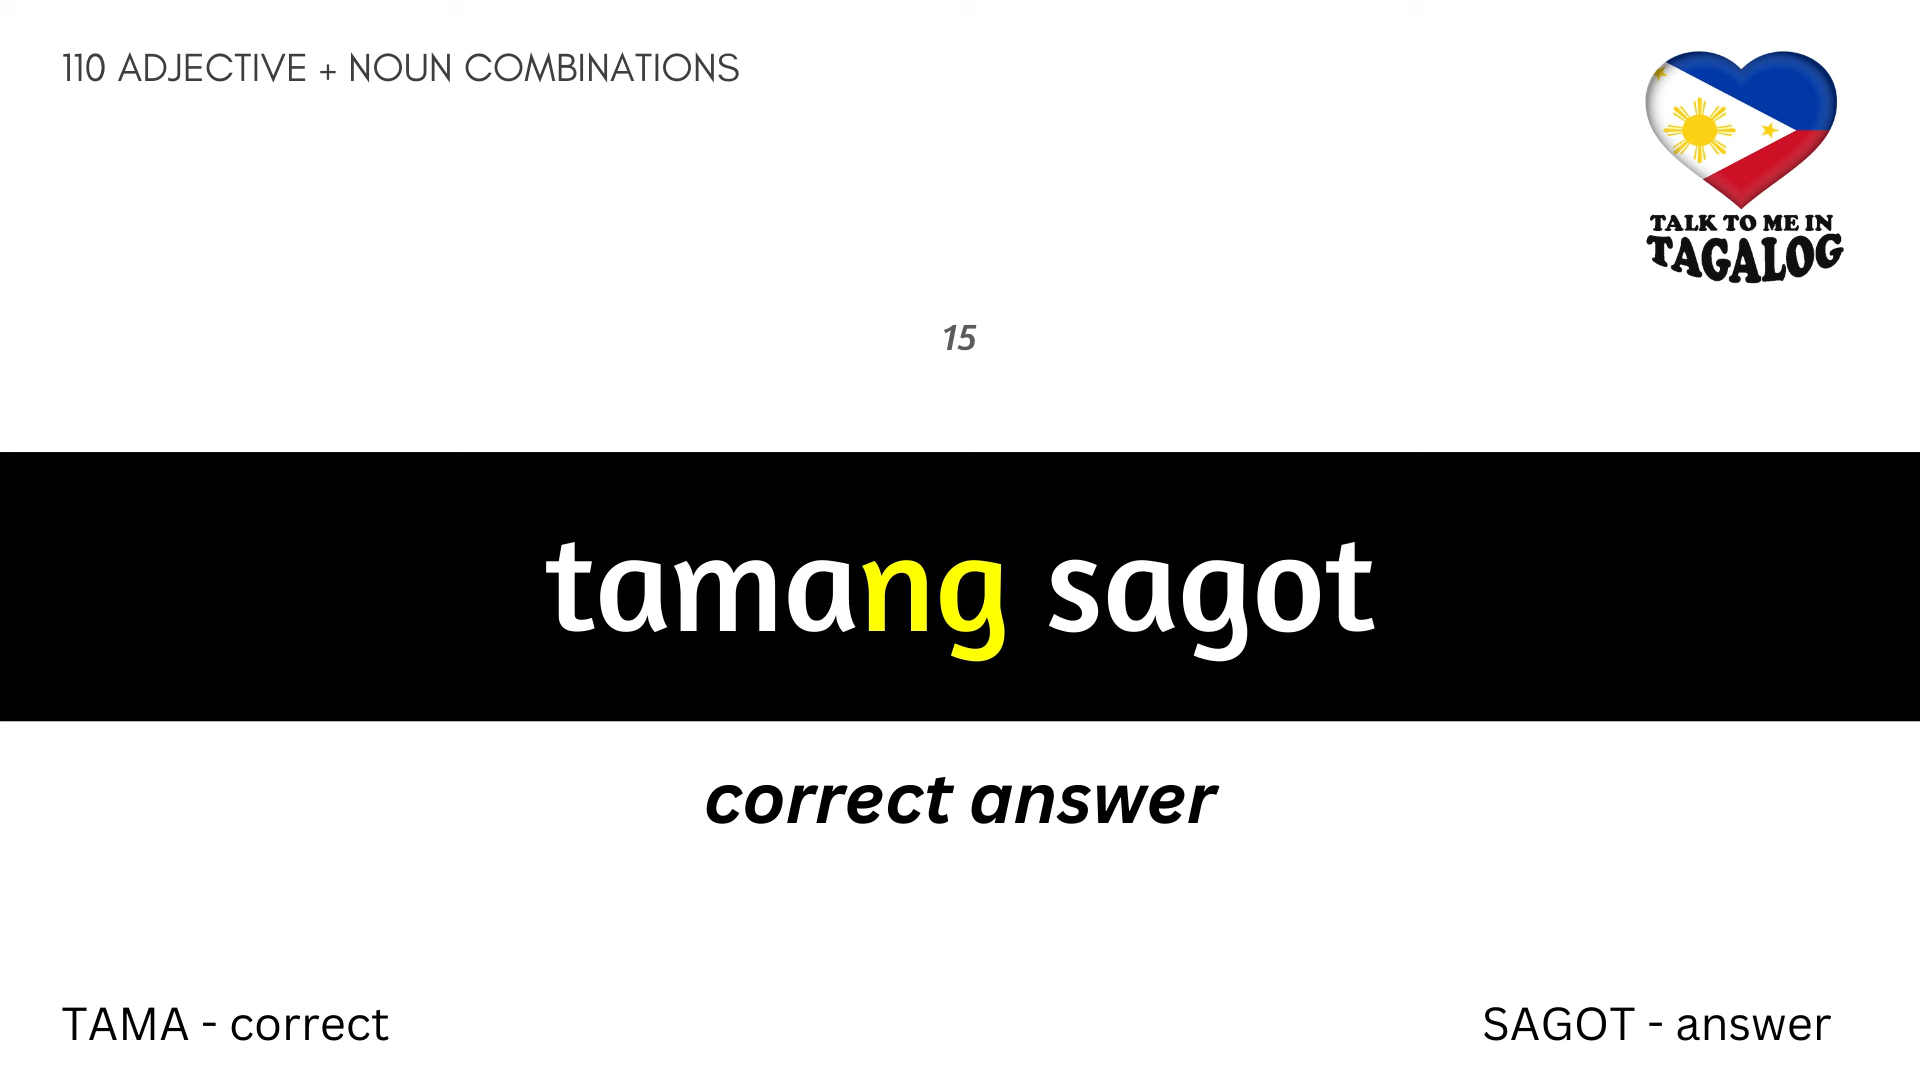 110 ADJECTIVE + NOUN COMBINATIONS
TALK TO ME IN
TAGALOG
15
tamang sagot
correct answer
TAMA - correct
SAGOT - answer